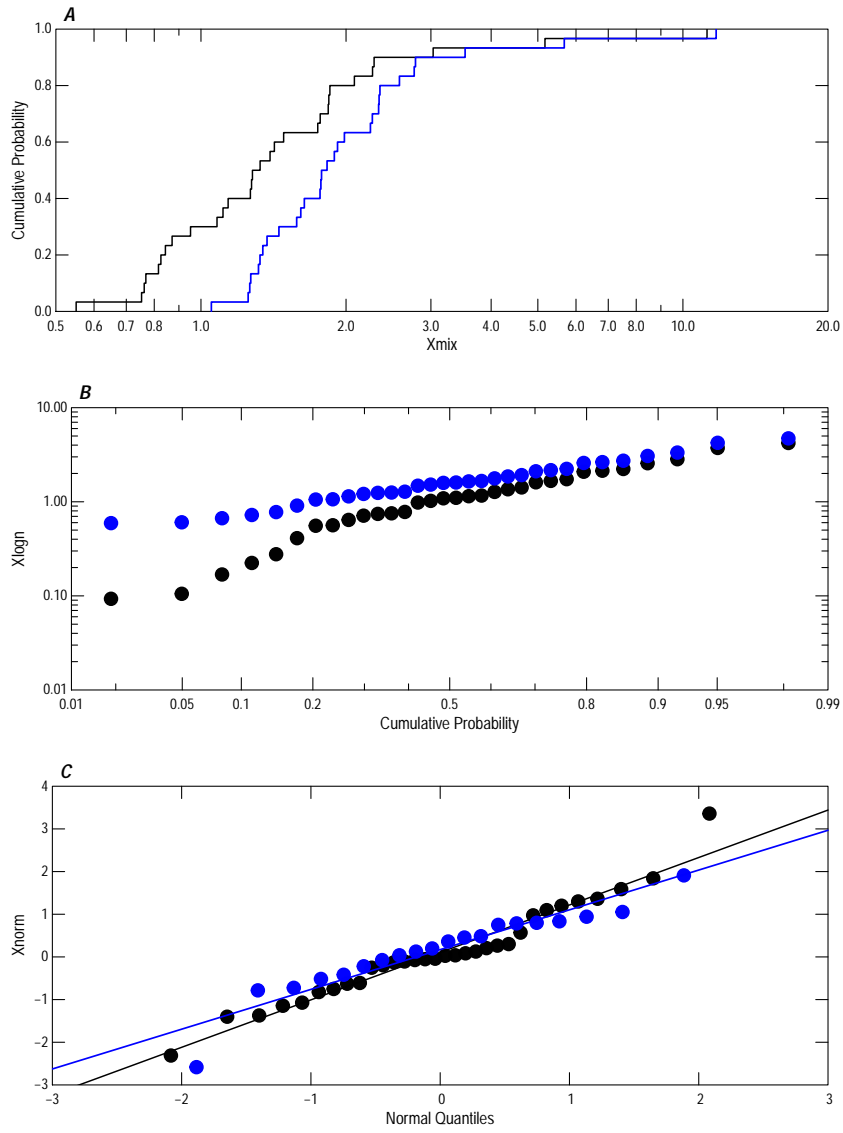 A
1.0
0.8
0.6
0.4
0.2
0.0
Cumulative Probability
0.5 0.6 0.7 0.8 1.0 2.0 3.0 4.0 5.0 6.0 7.0 8.0 10.0 20.0
Xmix
B
10.00
1.00
0.10
0.01
Xlogn
0.01 0.05 0.1 0.2 0.5 0.8 0.9 0.95 0.99
Cumulative Probability
C
4
3
2
1
0
−1
−2
−3
Xnorm
−3 −2 −1 0 1 2 3
Normal Quantiles